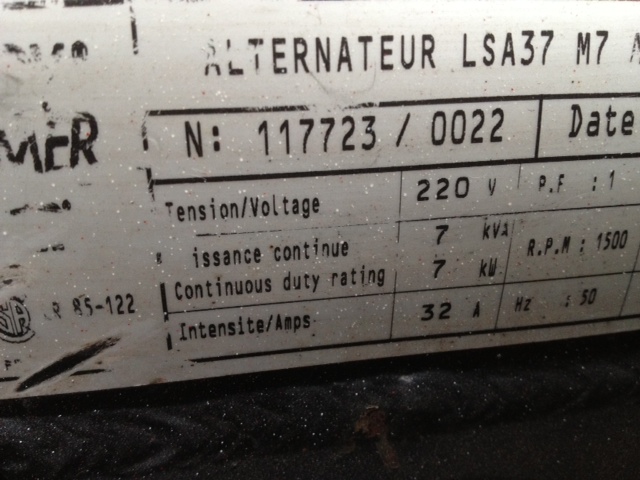 ALTERNATEUR LSA37 M7
MER
N: 117723 / 0022 Date
Tension/Voltage 220 V P.F : 1
issance continue 7 kVA
Continuous duty rating 7 kW R.P.M : 1500
R 85-122
Intensite/Amps 32 A Hz : 50